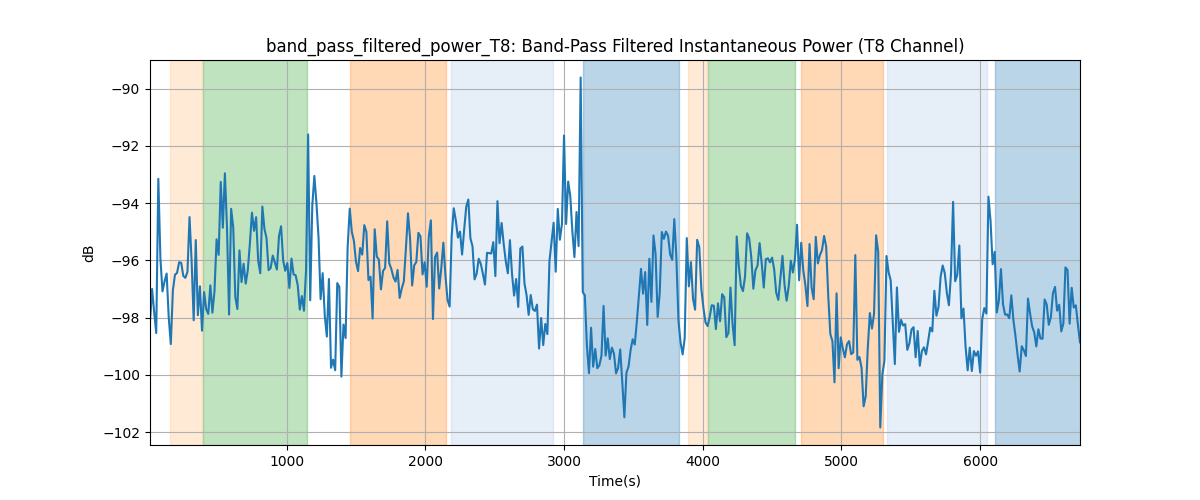 band_pass_filtered_power_T8: Band-Pass Filtered Instantaneous Power (T8 Channel)
−90
−92
−94
−96
−98
−100
−102
dB
1000 2000 3000 4000 5000 6000
Time(s)